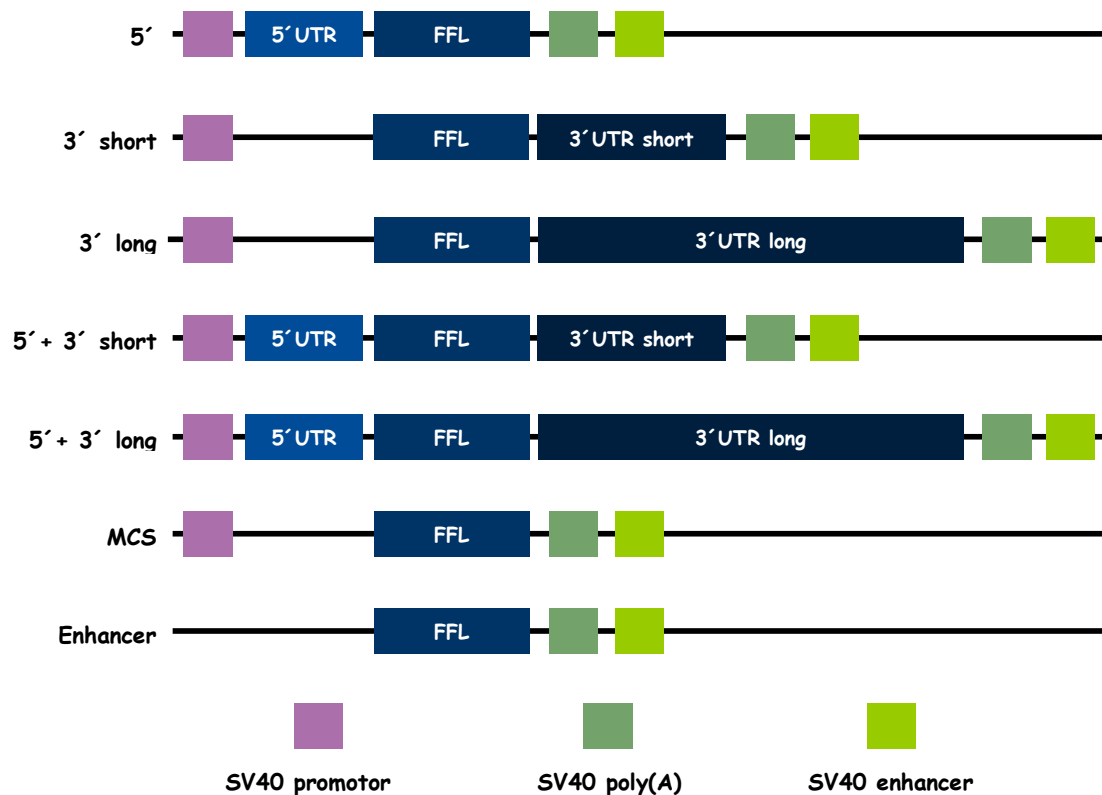 5´ 5´UTR FFL
3´ short FFL 3´UTR short
3´ long FFL 3´UTR long
5´+ 3´ short 5´UTR FFL 3´UTR short
5´+ 3´ long 5´UTR FFL 3´UTR long
MCS FFL
Enhancer FFL
SV40 promotor SV40 poly(A) SV40 enhancer